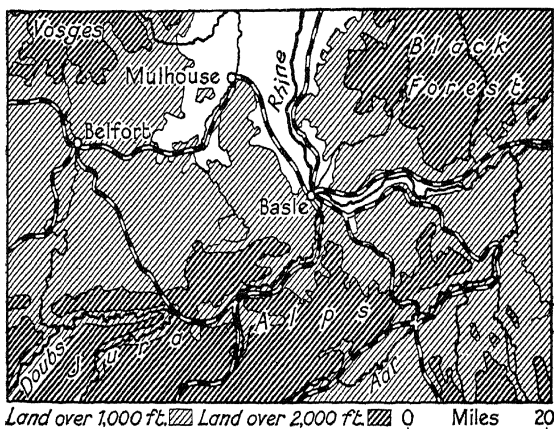 Vosges
Black
Forest
Mulhouse
Rhine
Belfort
Basle
Alps
Jura
Doubs
Aar
Land over 1,000 ft. Land over 2,000 ft. 0 Miles 20